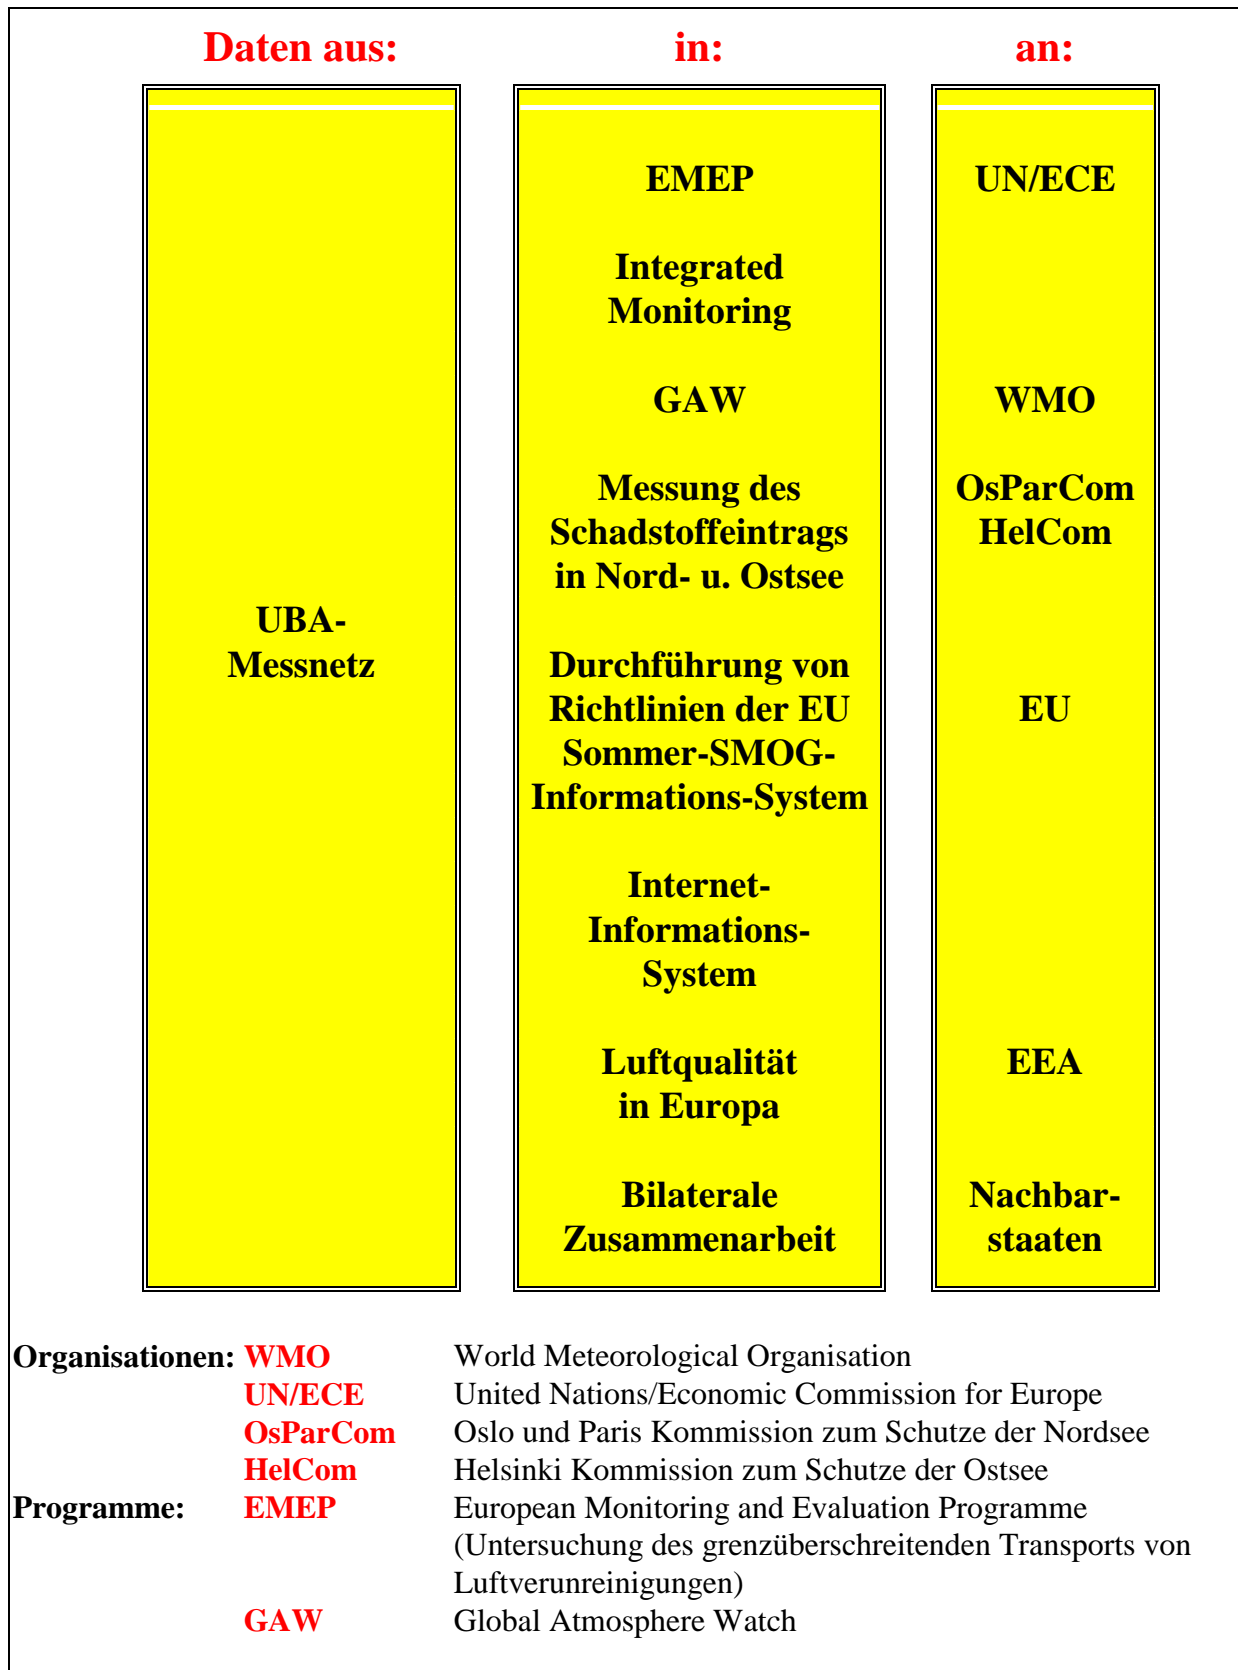 Daten aus: in: an:
EMEP UN/ECE
Integrated
Monitoring
GAW WMO
Messung des OsParCom
Schadstoffeintrags HelCom
in Nord- u. Ostsee
UBA-
Messnetz Durchführung von
Richtlinien der EU EU
Sommer-SMOG-
Informations-System
Internet-
Informations-
System
Luftqualität EEA
in Europa
Bilaterale Nachbar-
Zusammenarbeit staaten
Organisationen: WMO World Meteorological Organisation
UN/ECE United Nations/Economic Commission for Europe
OsParCom Oslo und Paris Kommission zum Schutze der Nordsee
HelCom Helsinki Kommission zum Schutze der Ostsee
Programme: EMEP European Monitoring and Evaluation Programme
(Untersuchung des grenzüberschreitenden Transports von
Luftverunreinigungen)
GAW Global Atmosphere Watch